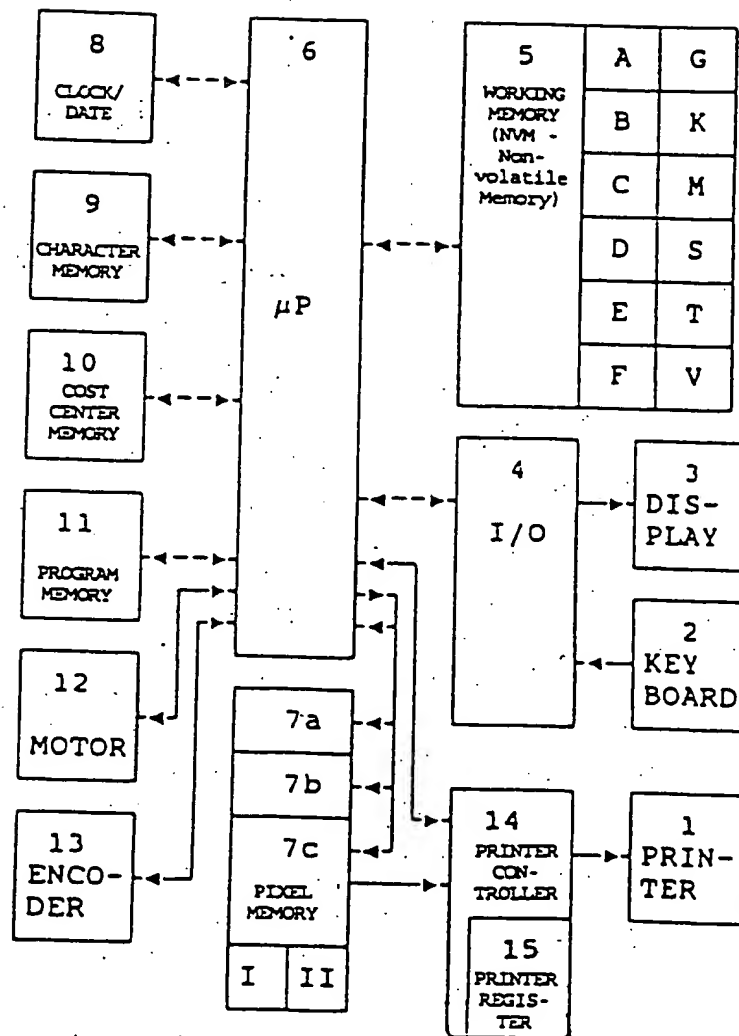 8
CLOCK/
DATE
6
μP
5
WORKING
MEMORY
(NVM -
Non-
volatile
Memory)
A G
B K
C M
D S
E T
F V
9
CHARACTER
MEMORY
10
COST
CENTER
MEMORY
11
PROGRAM
MEMORY
4
I/O
3
DIS-
PLAY
2
KEY
BOARD
12
MOTOR
13
ENCO-
DER
7a
7b
7c
PIXEL
MEMORY
I II
14
PRINTER
CON-
TROLLER
15
PRINTER
REGIS-
TER
1
PRIN-
TER